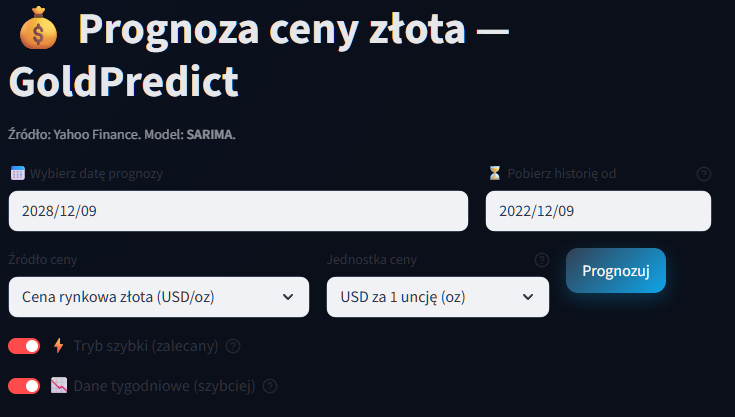 Prognoza ceny złota —
GoldPredict
Źródło: Yahoo Finance. Model: SARIMA.
Wybierz datę prognozy
Pobierz historię od
2028/12/09
2022/12/09
Źródło ceny
Jednostka ceny
Cena rynkowa złota (USD/oz)
USD za 1 uncję (oz)
Prognozuj
Tryb szybki (zalecany)
Dane tygodniowe (szybciej)